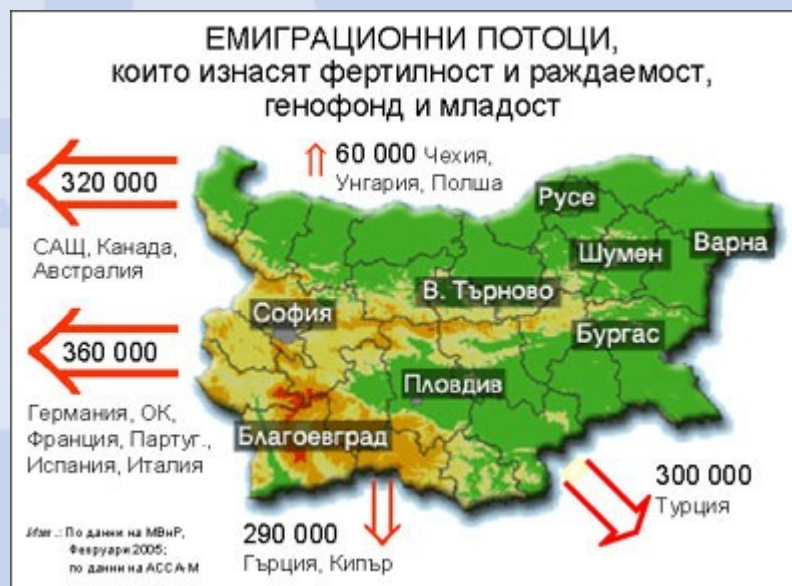 ЕМИГРАЦИОННИ ПОТОЦИ,
които изнасят фертилност и раждаемост,
генофонд и младост
60 000 Чехия,
Унгария, Полша
320 000
САЩ, Канада,
Австралия
Русе
Шумен
Варна
В. Търново
София
Бургас
360 000
Пловдив
Германия, ОК,
Франция, Партуг.,
Испания, Италия
Благоевград
300 000
Турция
290 000
Гърция, Кипър
Изт.: По данни на МВнР,
Февруари 2005;
по данни на АССА-М